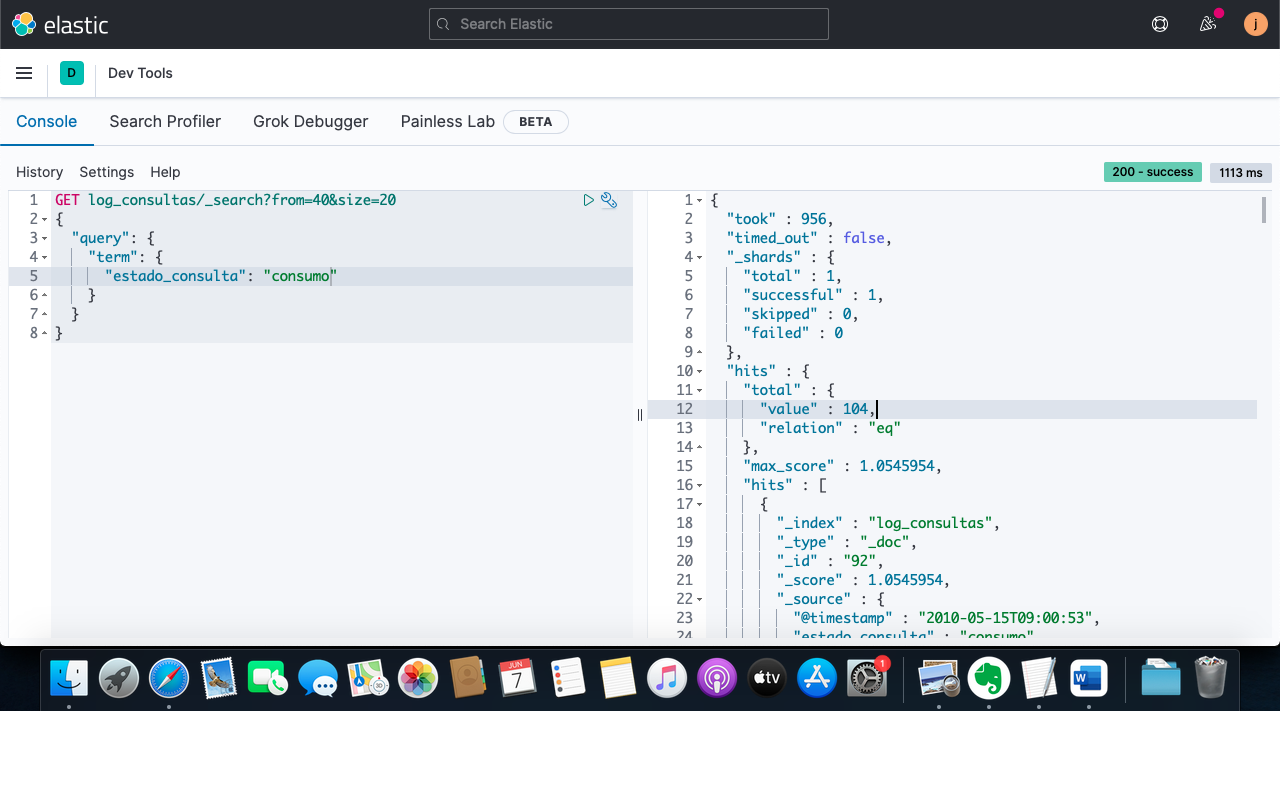 elastic
Search Elastic
j
D
Dev Tools
Console
Search Profiler
Grok Debugger
Painless Lab
BETA
History
Settings
Help
200 - success
1113 ms
1 GET log_consultas/_search?from=40&size=20
2 {
3 "query": {
4 "term": {
5 "estado_consulta": "consumo"
6 }
7 }
8 }
1 {
2 "took" : 956,
3 "timed_out" : false,
4 "_shards" : {
5 "total" : 1,
6 "successful" : 1,
7 "skipped" : 0,
8 "failed" : 0
9 },
10 "hits" : {
11 "total" : {
12 "value" : 104,
13 "relation" : "eq"
14 },
15 "max_score" : 1.0545954,
16 "hits" : [
17 {
18 "_index" : "log_consultas",
19 "_type" : "_doc",
20 "_id" : "92",
21 "_score" : 1.0545954,
22 "_source" : {
23 "@timestamp" : "2010-05-15T09:00:53",
24 "estado_consulta" : "consumo"
JUN
7
3D
tv
1
W